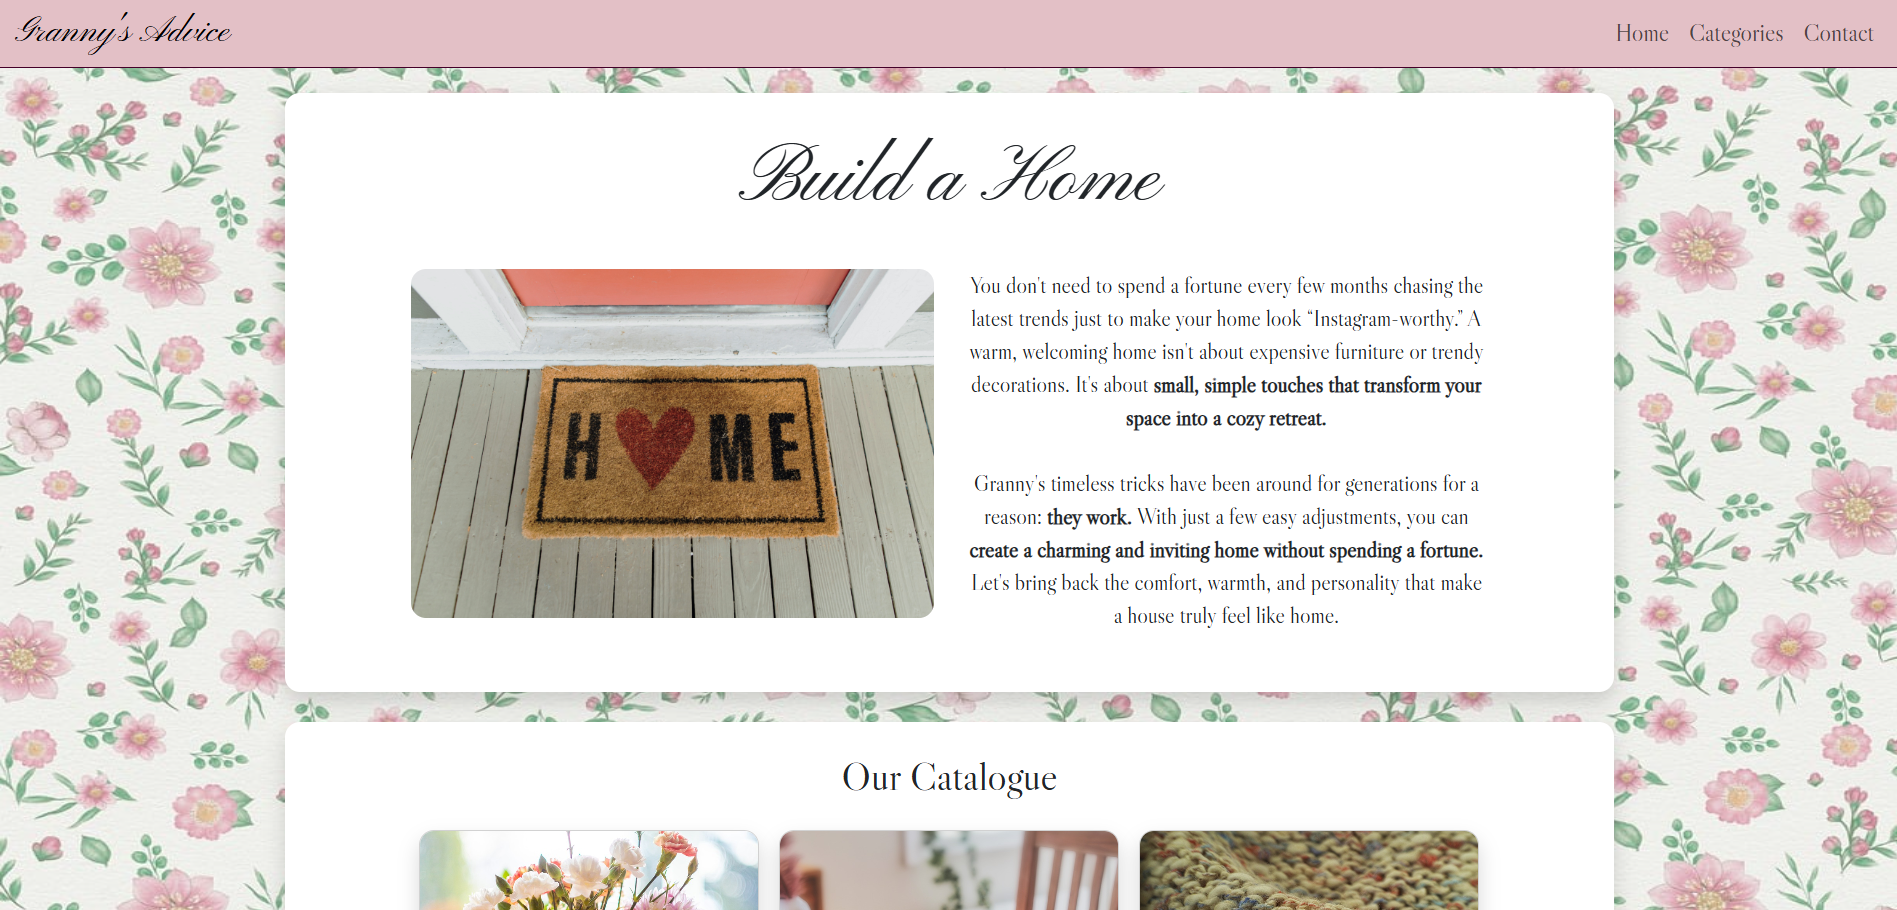 Granny's Advice
Home Categories Contact
Build a Home
H ME
You don't need to spend a fortune every few months chasing the
latest trends just to make your home look “Instagram-worthy.” A
warm, welcoming home isn't about expensive furniture or trendy
decorations. It's about small, simple touches that transform your
space into a cozy retreat.
Granny's timeless tricks have been around for generations for a
reason: they work. With just a few easy adjustments, you can
create a charming and inviting home without spending a fortune.
Let's bring back the comfort, warmth, and personality that make
a house truly feel like home.
Our Catalogue